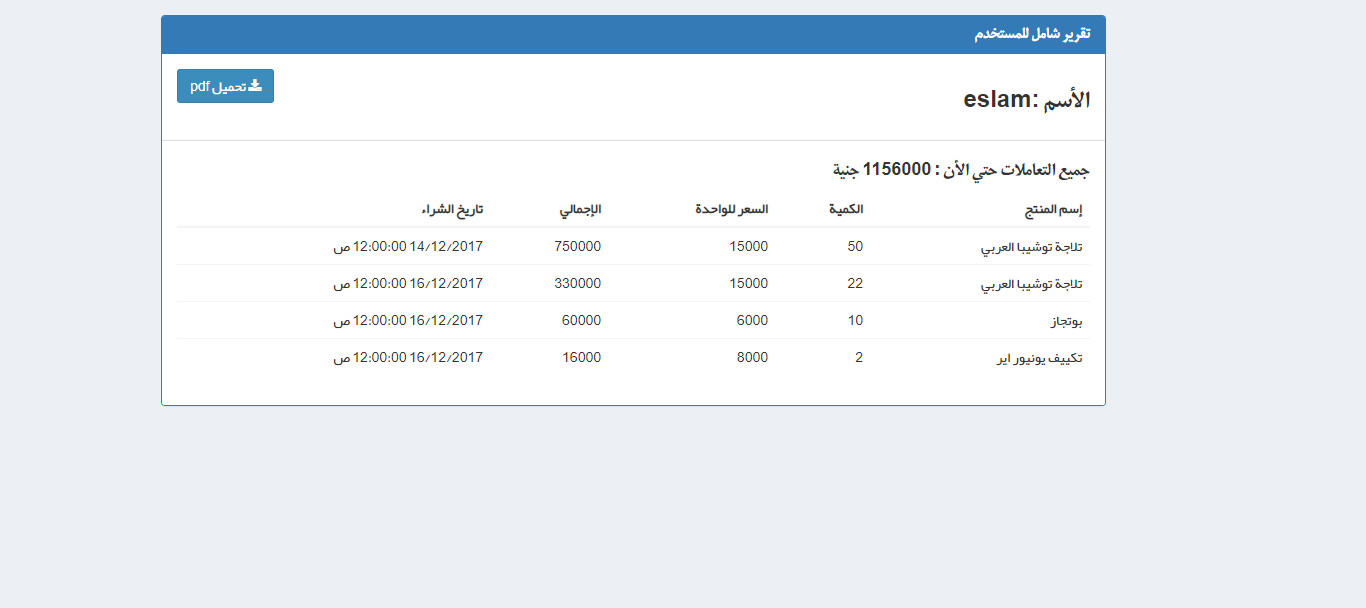 تقرير شامل للمستخدم
الأسم :eslam
تحميل pdf
جميع التعاملات حتي الأن : 1156000 جنية
إسم المنتج الكمية السعر للواحدة الإجمالي تاريخ الشراء
تلاجة توشيبا العربي 50 15000 750000 14/12/2017 12:00:00 ص
تلاجة توشيبا العربي 22 15000 330000 16/12/2017 12:00:00 ص
بوتجاز 10 6000 60000 16/12/2017 12:00:00 ص
تكييف يونيور اير 2 8000 16000 16/12/2017 12:00:00 ص